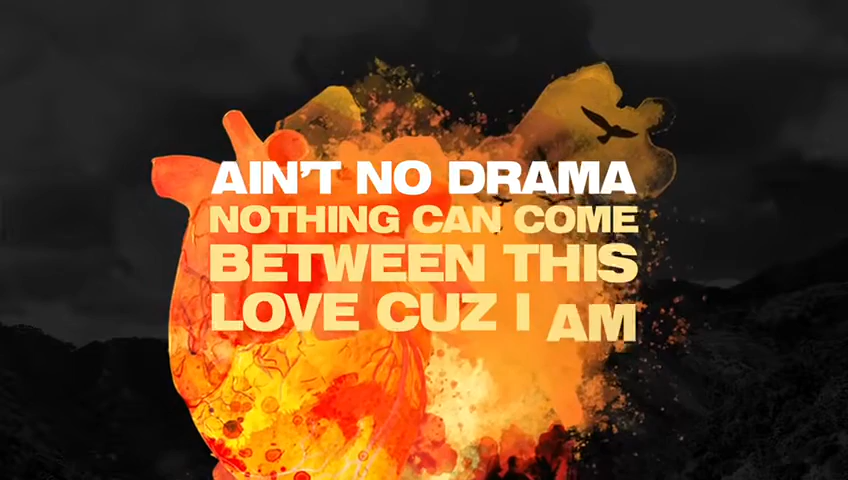 AIN'T NO DRAMA
NOTHING CAN COME
BETWEEN THIS
LOVE CUZ I AM